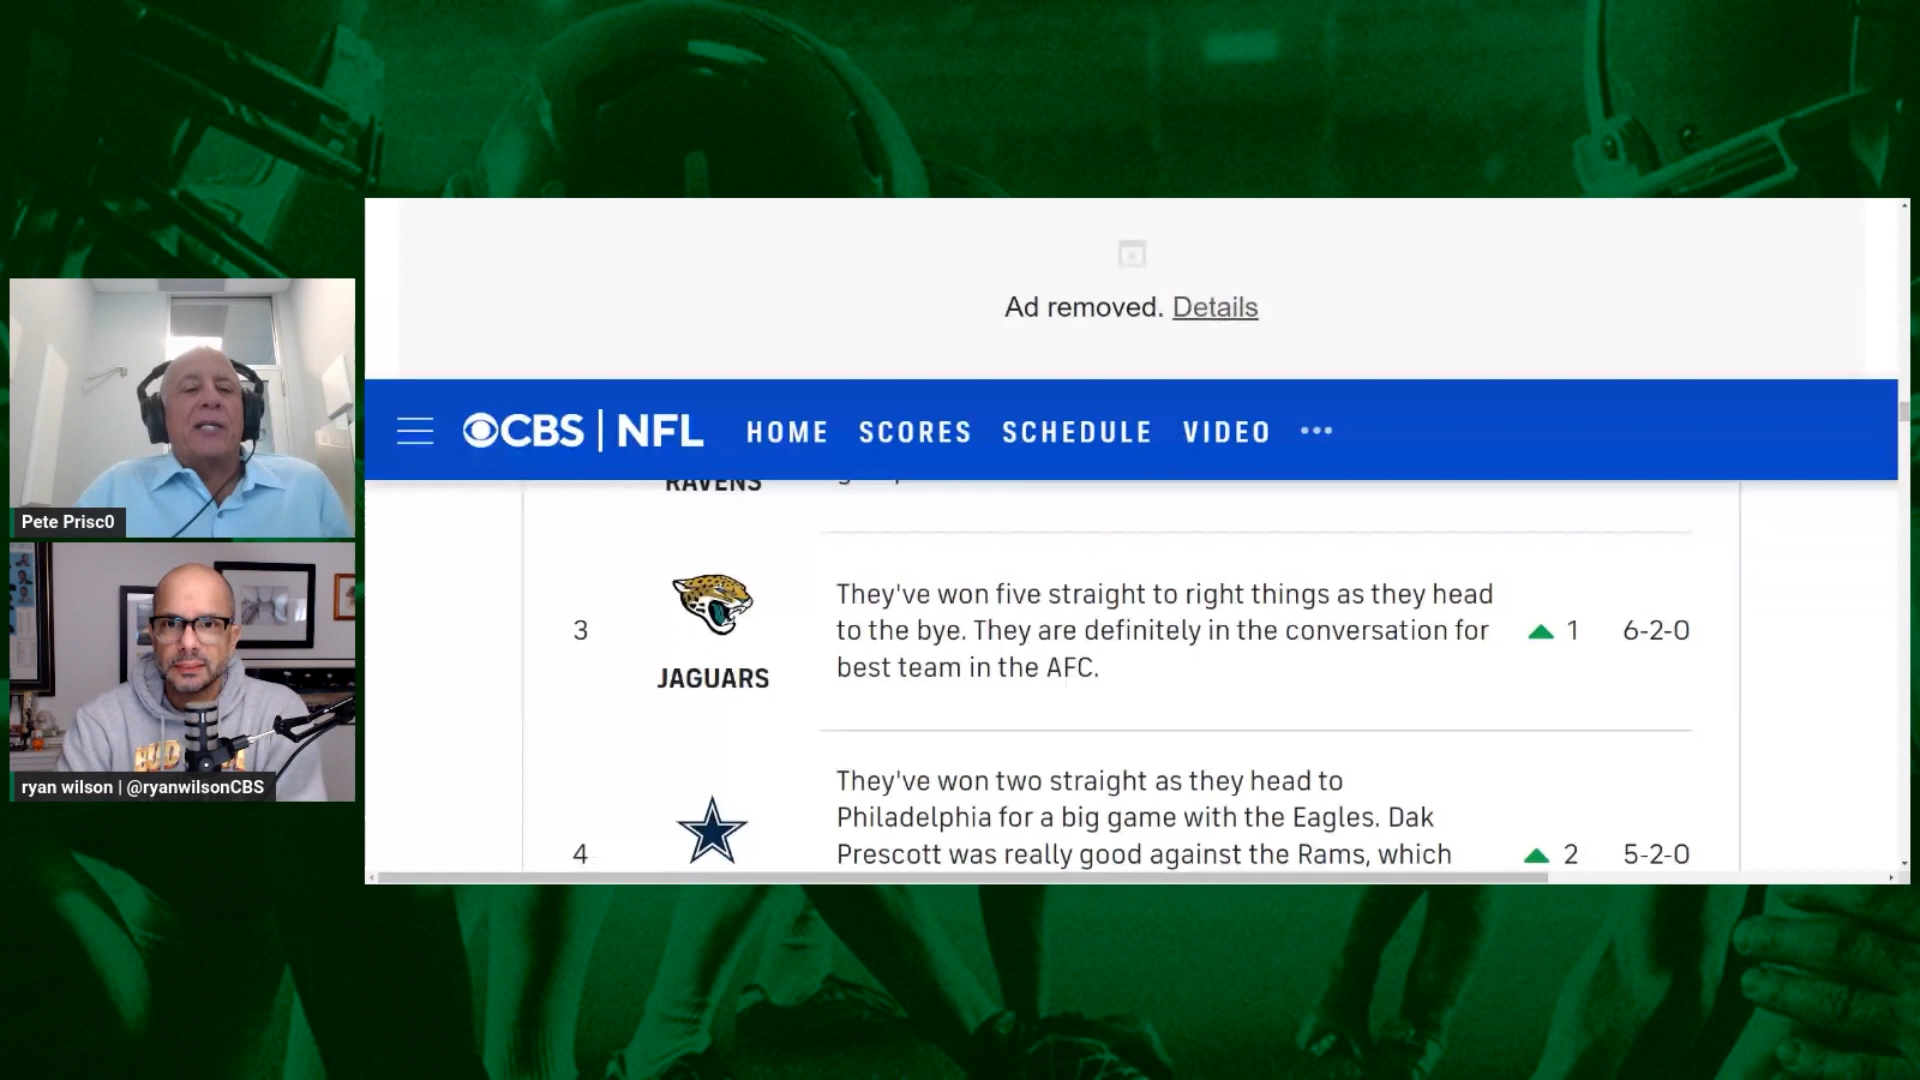 Ad removed. Details
CBS | NFL HOME SCORES SCHEDULE VIDEO •••
RAVENS
3
JAGUARS
They've won five straight to right things as they head
to the bye. They are definitely in the conversation for
best team in the AFC.
1 6-2-0
4
They've won two straight as they head to
Philadelphia for a big game with the Eagles. Dak
Prescott was really good against the Rams, which
2 5-2-0
Pete Prisc0
ryan wilson | @ryanwilsonCBS